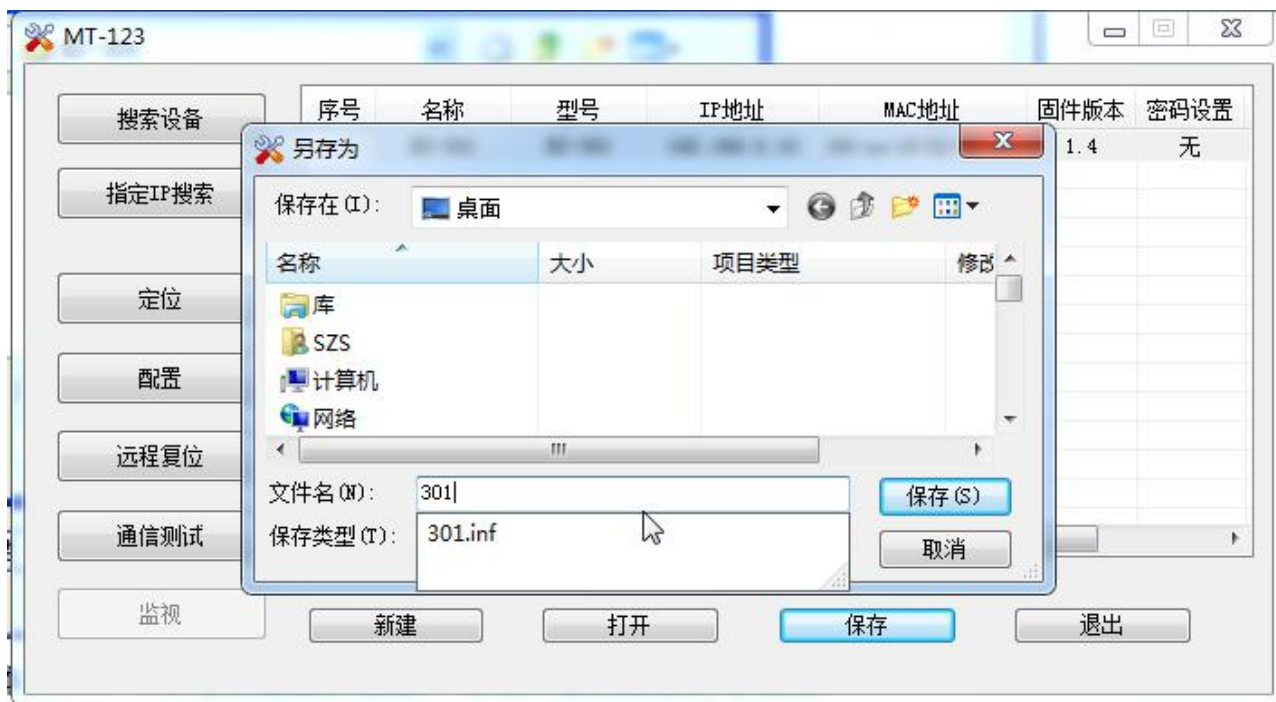 MT-123
搜索设备
序号 名称 型号 IP地址 MAC地址 固件版本 密码设置
1.4 无
指定IP搜索
定位
配置
远程复位
通信测试
监视
另存为
保存在(I): 桌面
名称 大小 项目类型 修改
库
SZS
计算机
网络
文件名(N): 301 保存(S)
保存类型(T): 301.inf 取消
新建 打开 保存 退出